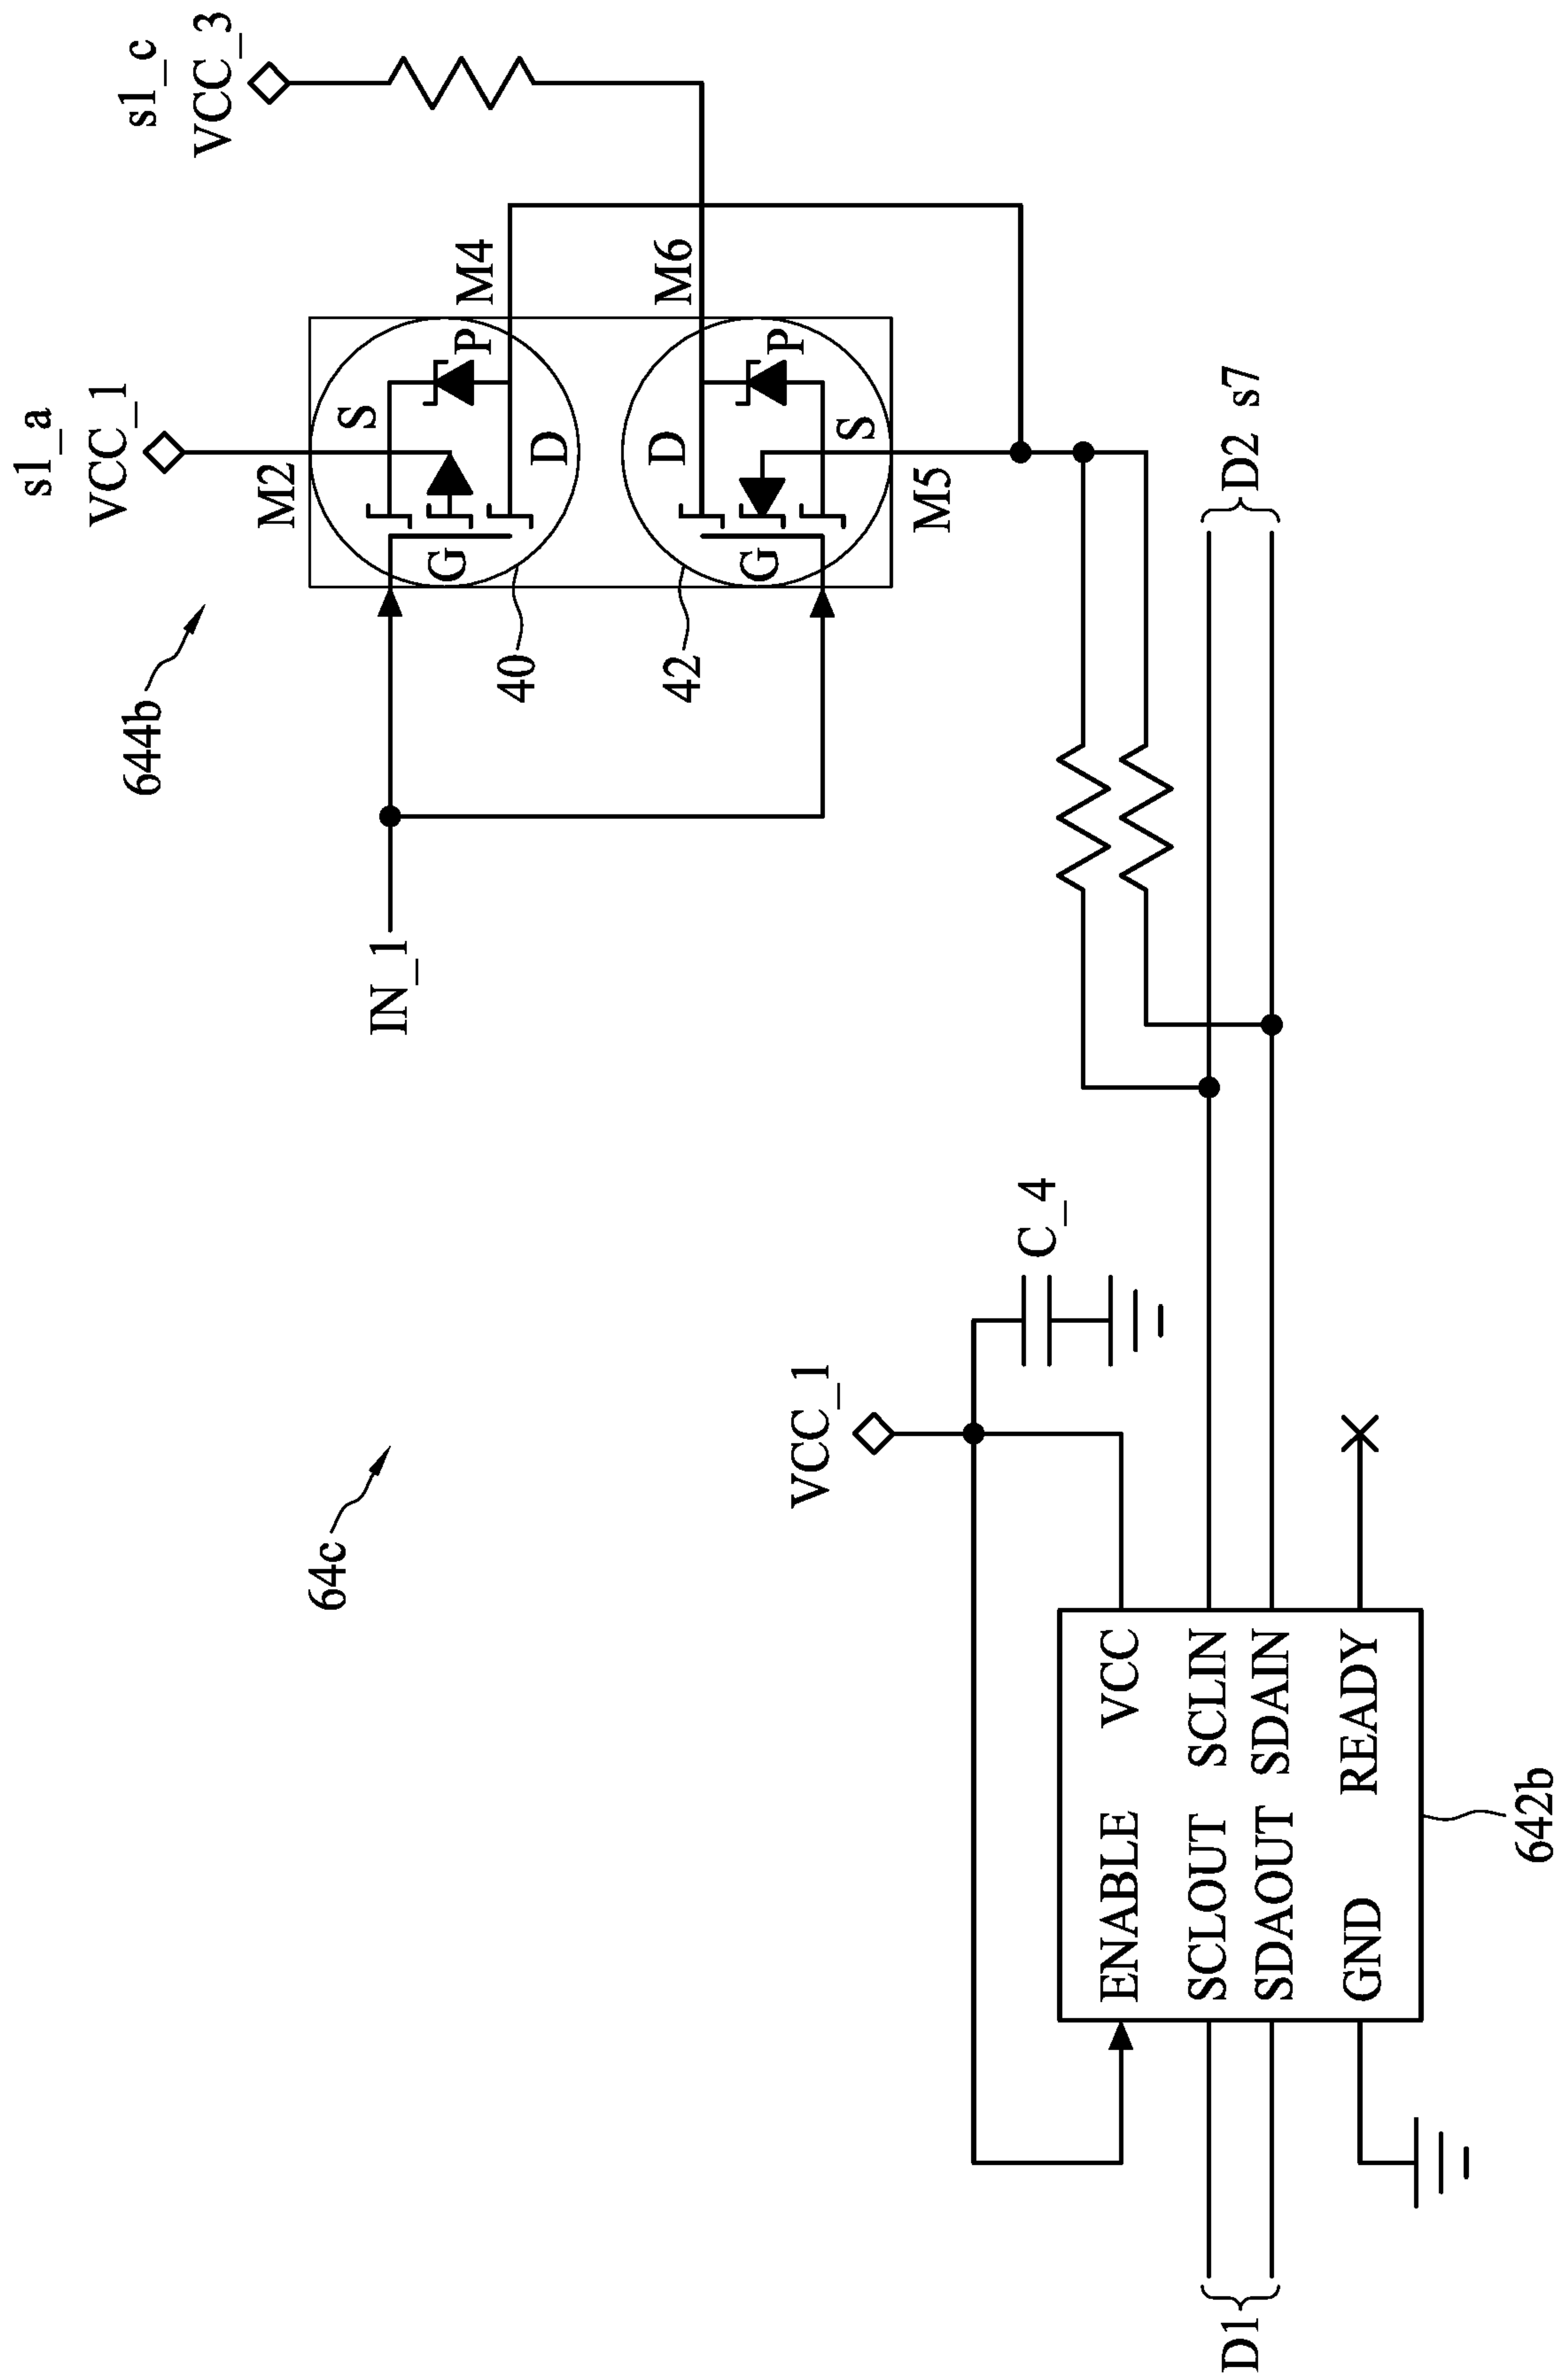 s1_a
VCC_1
s1_c
VCC_3
644b
M2
S
P
M4
G
D
40
IN_1
D
M6
P
G
S
42
M5
64c
VCC_1
C_4
D2 s7
ENABLE VCC
SCLOUT SCLIN
SDAOUT SDAIN
GND READY
D1
642b